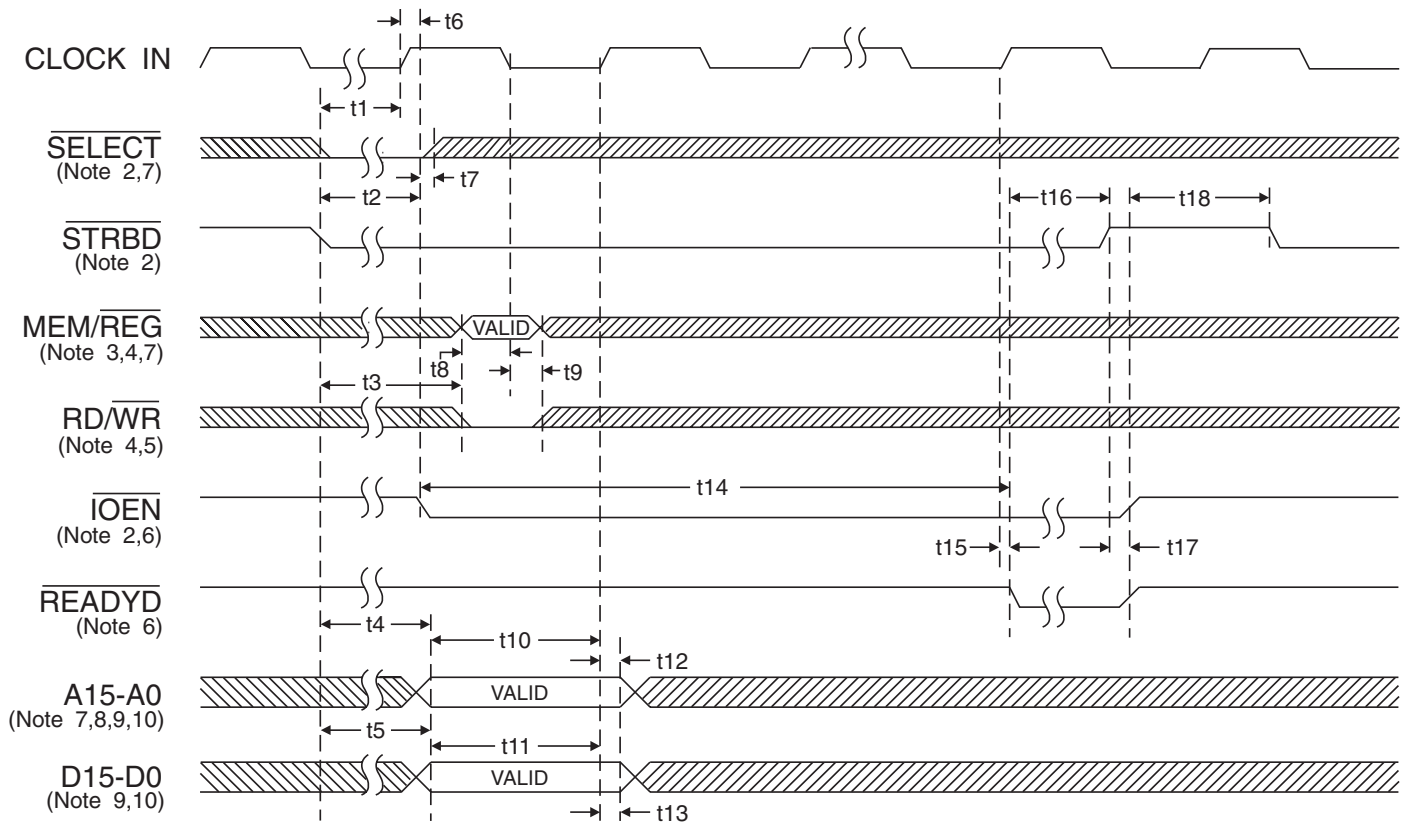 t6
CLOCK IN
t1
SELECT
(Note 2,7)
t7
t2
t16
t18
STRBD
(Note 2)
MEM/REG
(Note 3,4,7)
VALID
t8
t9
t3
RD/WR
(Note 4,5)
t14
IOEN
(Note 2,6)
t15
t17
READYD
(Note 6)
t4
t10
t12
A15-A0
(Note 7,8,9,10)
VALID
t5
t11
D15-D0
(Note 9,10)
VALID
t13